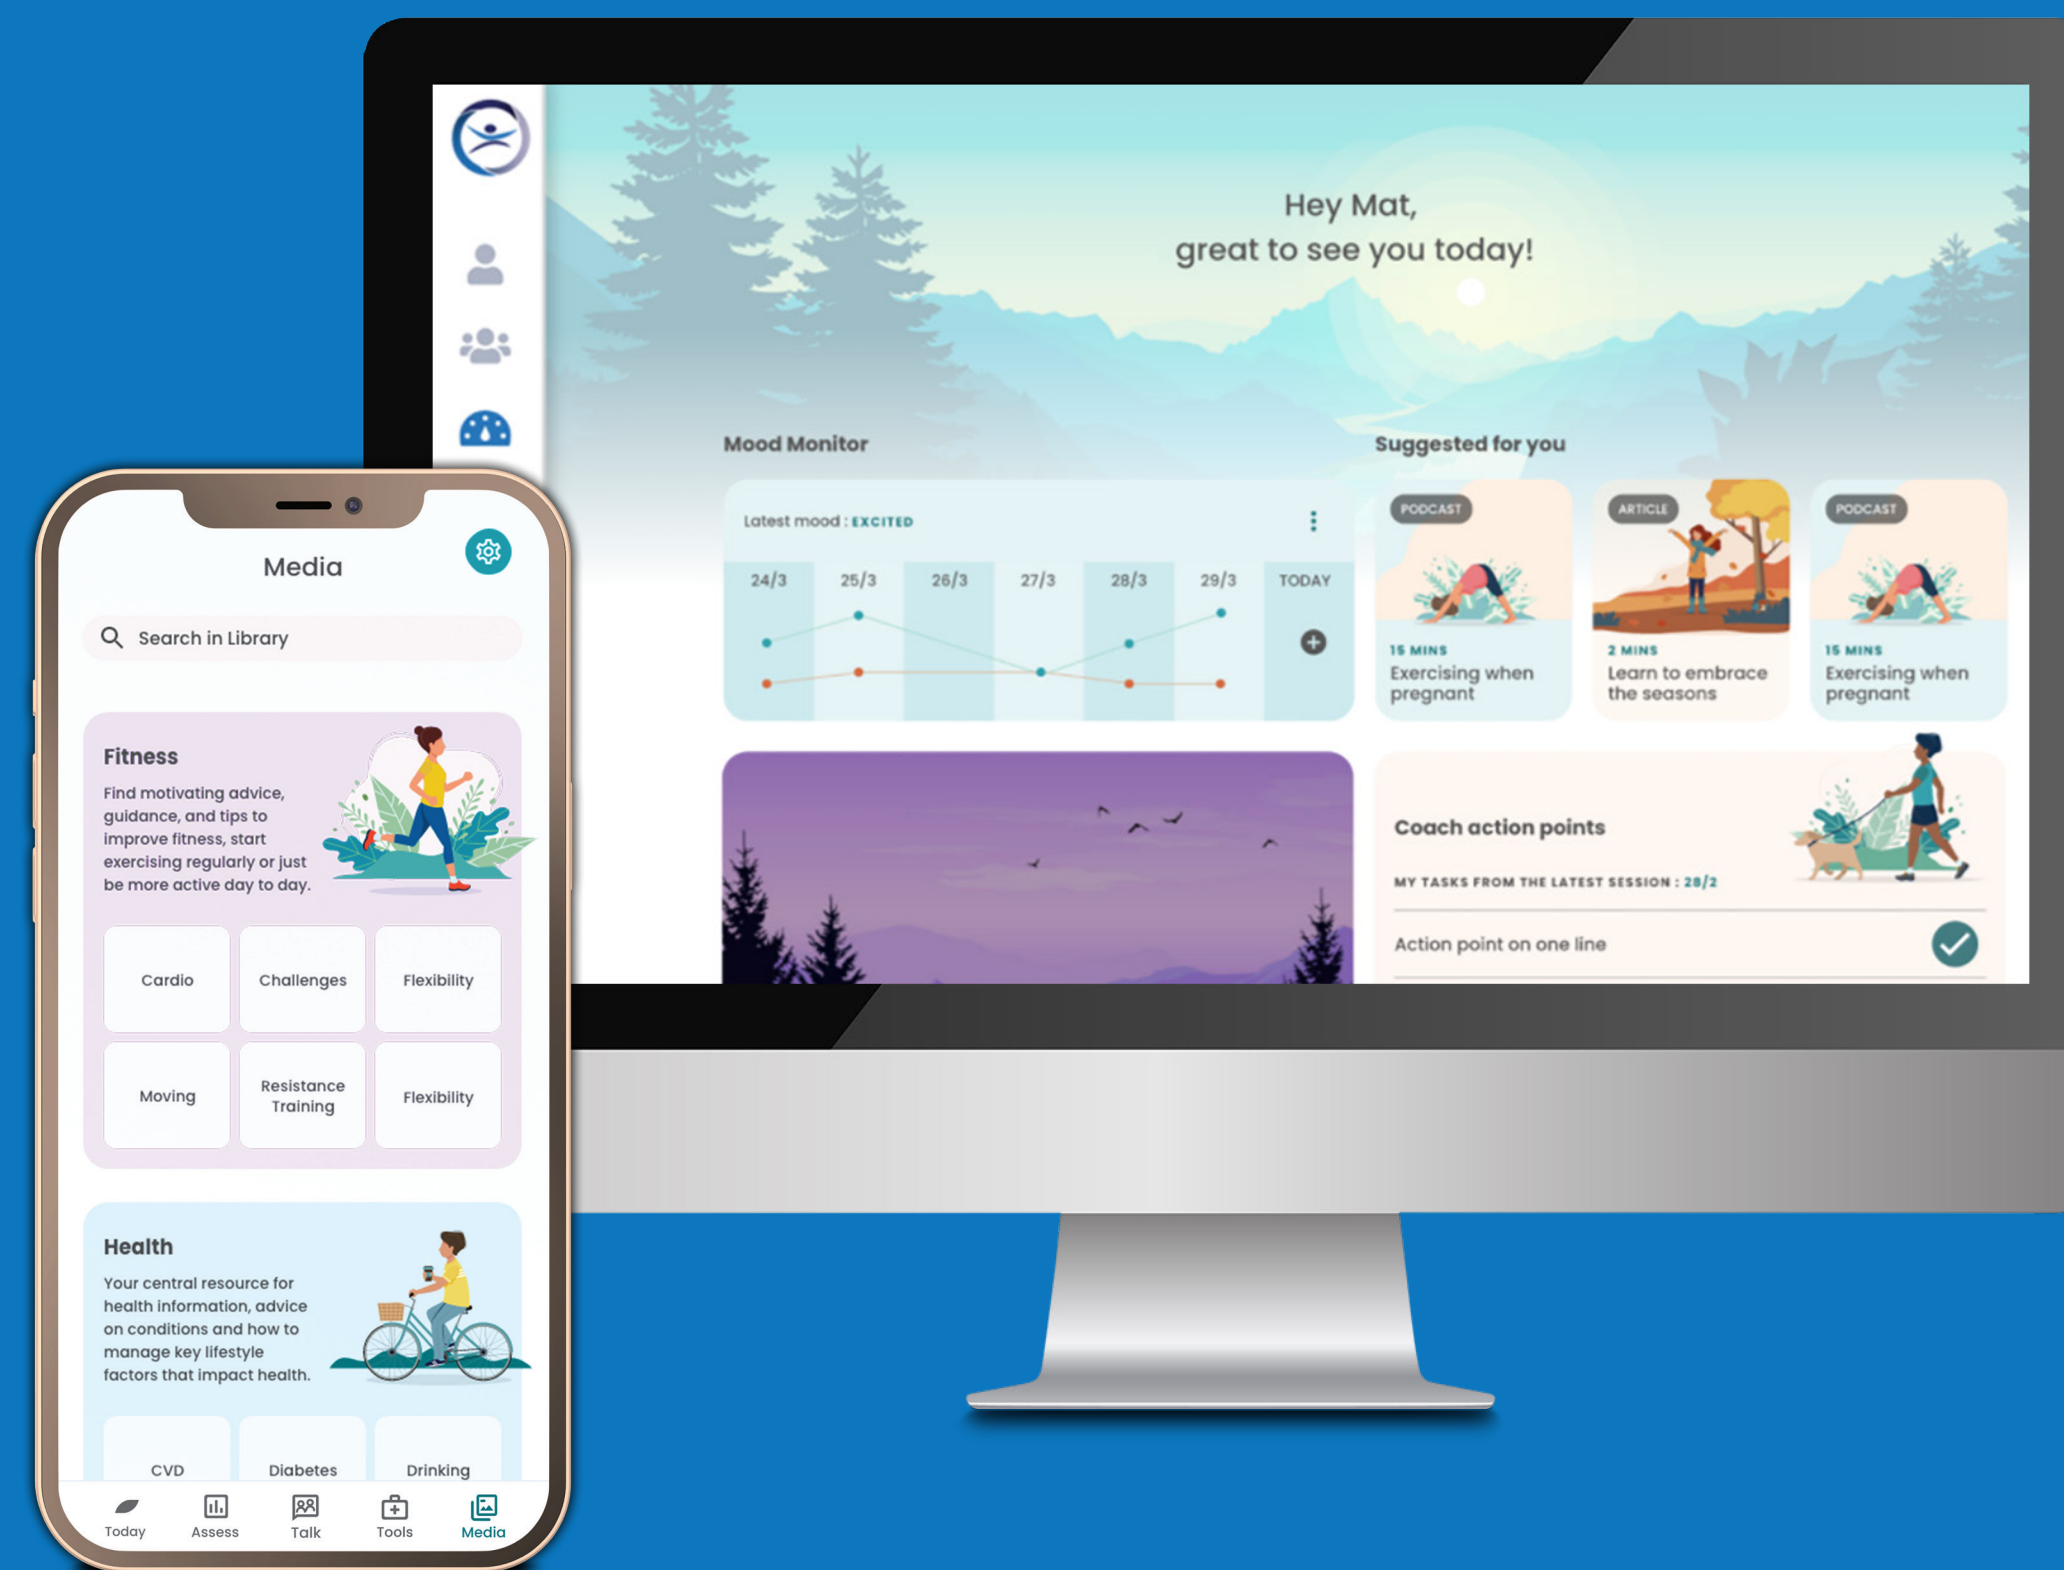 Hey Mat,
great to see you today!
Mood Monitor
Latest mood : EXCITED
24/3 25/3 26/3 27/3 28/3 29/3 TODAY
Suggested for you
PODCAST
15 MINS
Exercising when
pregnant
ARTICLE
2 MINS
Learn to embrace
the seasons
PODCAST
15 MINS
Exercising when
pregnant
Coach action points
MY TASKS FROM THE LATEST SESSION : 28/2
Action point on one line
Media
Search in Library
Fitness
Find motivating advice,
guidance, and tips to
improve fitness, start
exercising regularly or just
be more active day to day.
Cardio
Challenges
Flexibility
Moving
Resistance
Training
Flexibility
Health
Your central resource for
health information, advice
on conditions and how to
manage key lifestyle
factors that impact health.
CVD
Diabetes
Drinking
Today
Assess
Talk
Tools
Media